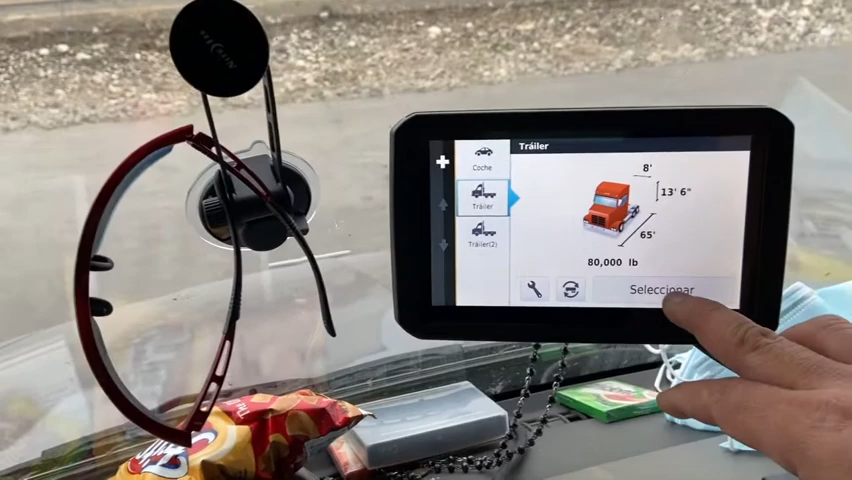 Tráiler
Coche
8'
Tráiler
13' 6"
65'
Tráiler(2)
80,000 lb
Seleccionar